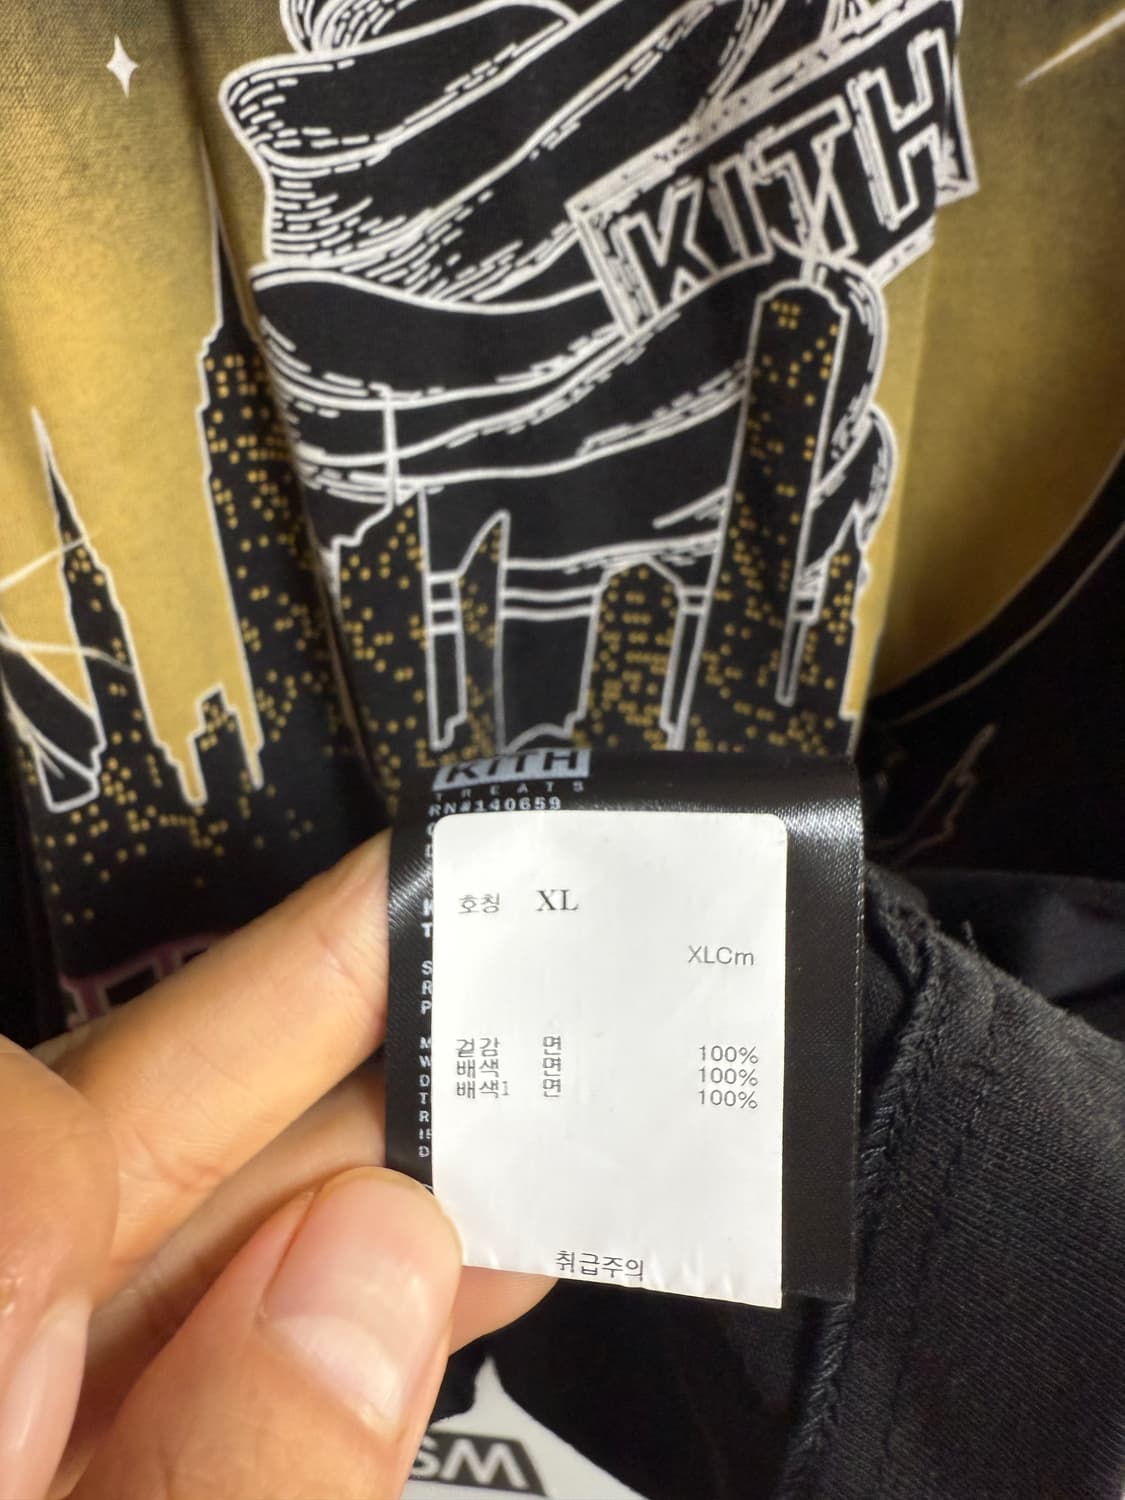 KITH
KITH
TREATS
RN#140659
호칭 XL
XLCm
겉감 면 100%
배색 면 100%
배색1 면 100%
취급주의